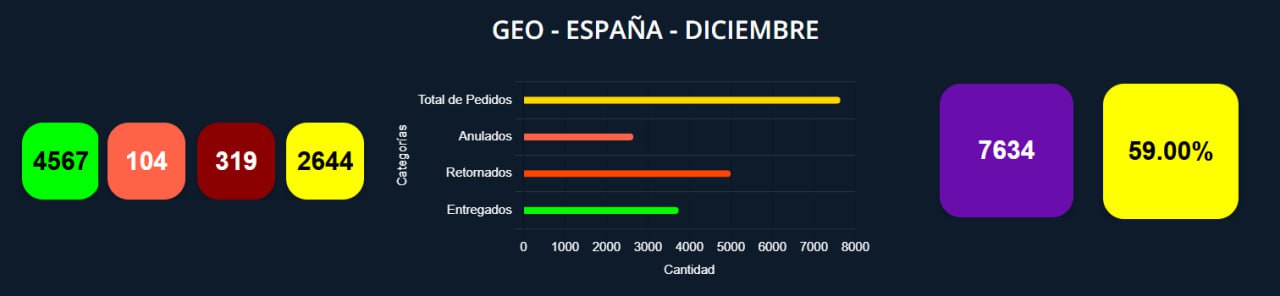 GEO - ESPAÑA - DICIEMBRE
4567
104
319
2644
Categorías
Total de Pedidos
Anulados
Retornados
Entregados
0 1000 2000 3000 4000 5000 6000 7000 8000
Cantidad
7634
59.00%